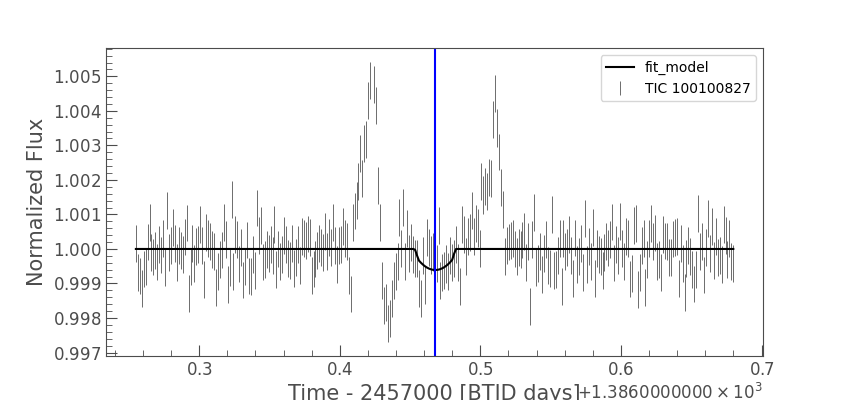 fit_model
TIC 100100827
Normalized Flux
1.005
1.004
1.003
1.002
1.001
1.000
0.999
0.998
0.997
0.3 0.4 0.5 0.6 0.7
Time - 2457000 [BTJD days]
+1.3860000000 × 10³